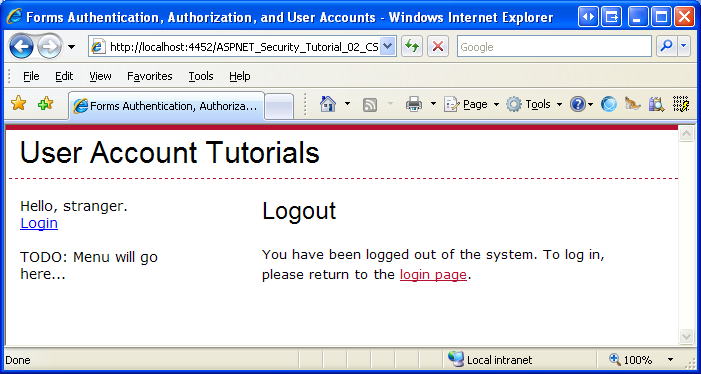 Forms Authentication, Authorization, and User Accounts - Windows Internet Explorer
http://localhost:4452/ASPNET_Security_Tutorial_02_CS
Google
File Edit View Favorites Tools Help
Forms Authentication, Authoriza...
Page Tools
User Account Tutorials
Hello, stranger.
Login
TODO: Menu will go
here...
Logout
You have been logged out of the system. To log in,
please return to the login page.
Done
Local intranet
100%